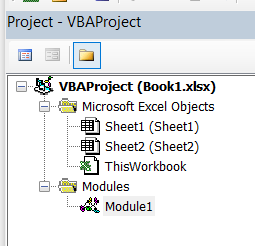 Project - VBAProject
VBAProject (Book1.xlsx)
Microsoft Excel Objects
Sheet1 (Sheet1)
Sheet2 (Sheet2)
ThisWorkbook
Modules
Module1